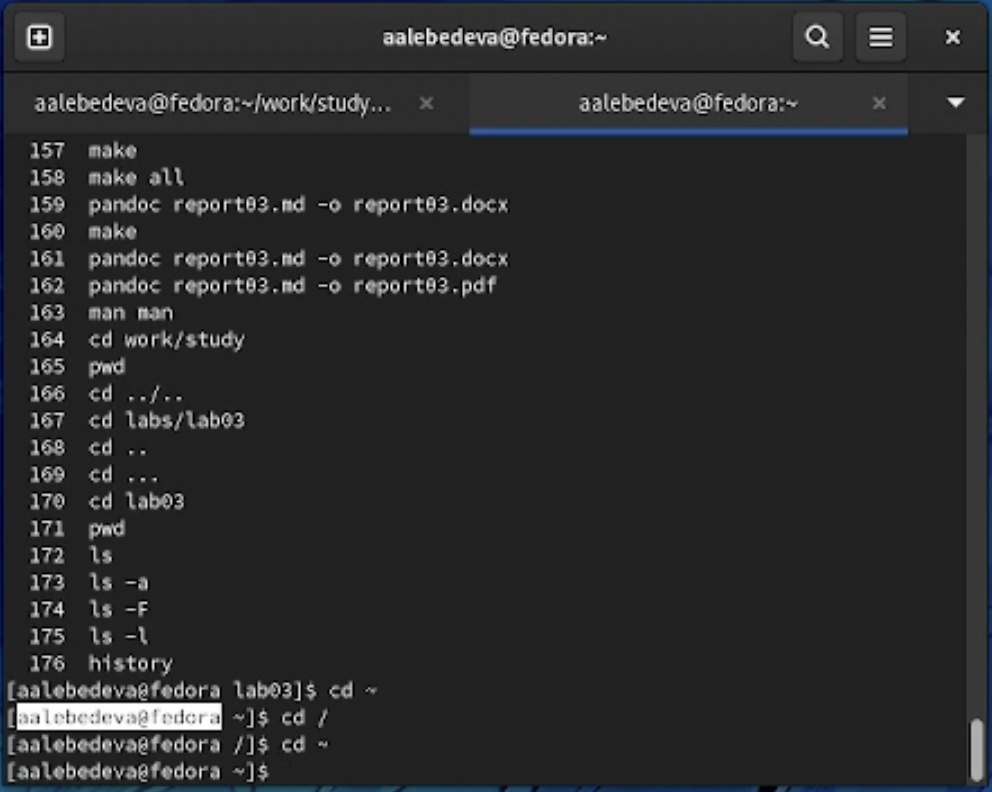 aalebedeva@fedora:~
aalebedeva@fedora:~/work/study...
aalebedeva@fedora:~
157 make
158 make all
159 pandoc report03.md -o report03.docx
160 make
161 pandoc report03.md -o report03.docx
162 pandoc report03.md -o report03.pdf
163 man man
164 cd work/study
165 pwd
166 cd ../..
167 cd labs/lab03
168 cd ..
169 cd ...
170 cd lab03
171 pwd
172 ls
173 ls -a
174 ls -F
175 ls -l
176 history
[aalebedeva@fedora lab03]$ cd ~
[aalebedeva@fedora ~]$ cd /
[aalebedeva@fedora /]$ cd ~
[aalebedeva@fedora ~]$